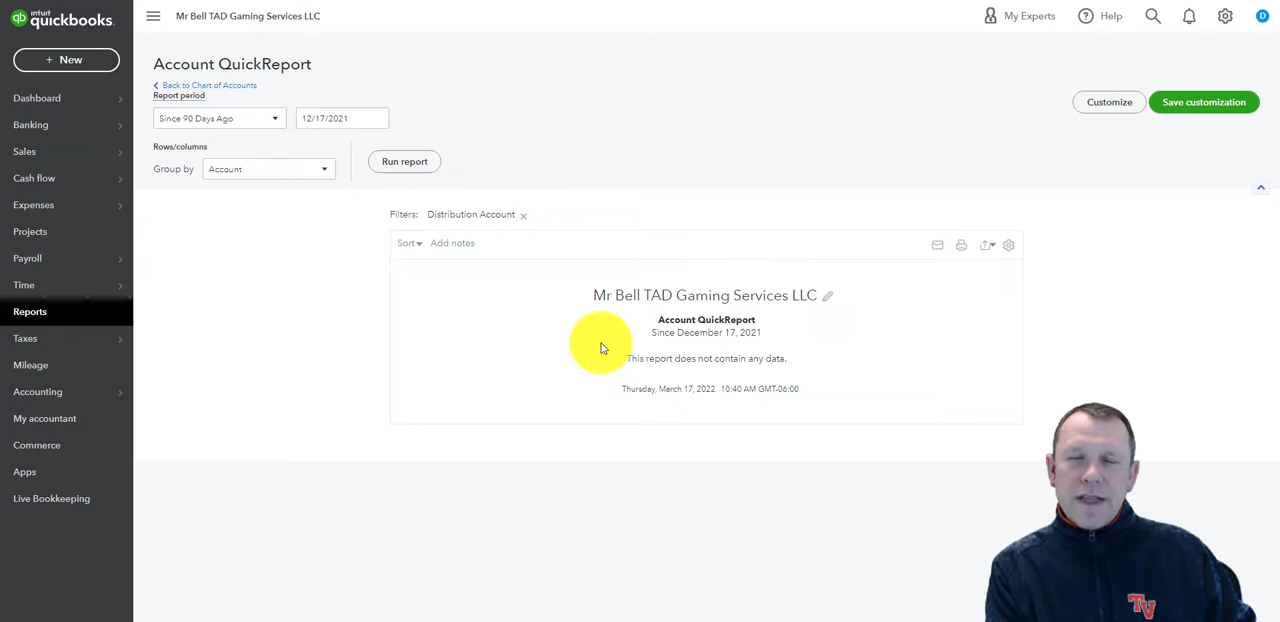 intuit
quickbooks.
Mr Bell TAD Gaming Services LLC
My Experts
Help
D
+ New
Dashboard
Banking
Sales
Cash flow
Expenses
Projects
Payroll
Time
Reports
Taxes
Mileage
Accounting
My accountant
Commerce
Apps
Live Bookkeeping
Account QuickReport
Back to Chart of Accounts
Report period
Since 90 Days Ago 12/17/2021
Rows/columns
Group by Account Run report
Customize Save customization
Filters: Distribution Account
Sort Add notes
Mr Bell TAD Gaming Services LLC
Account QuickReport
Since December 17, 2021
This report does not contain any data.
Thursday, March 17, 2022 10:40 AM GMT-06:00
TV